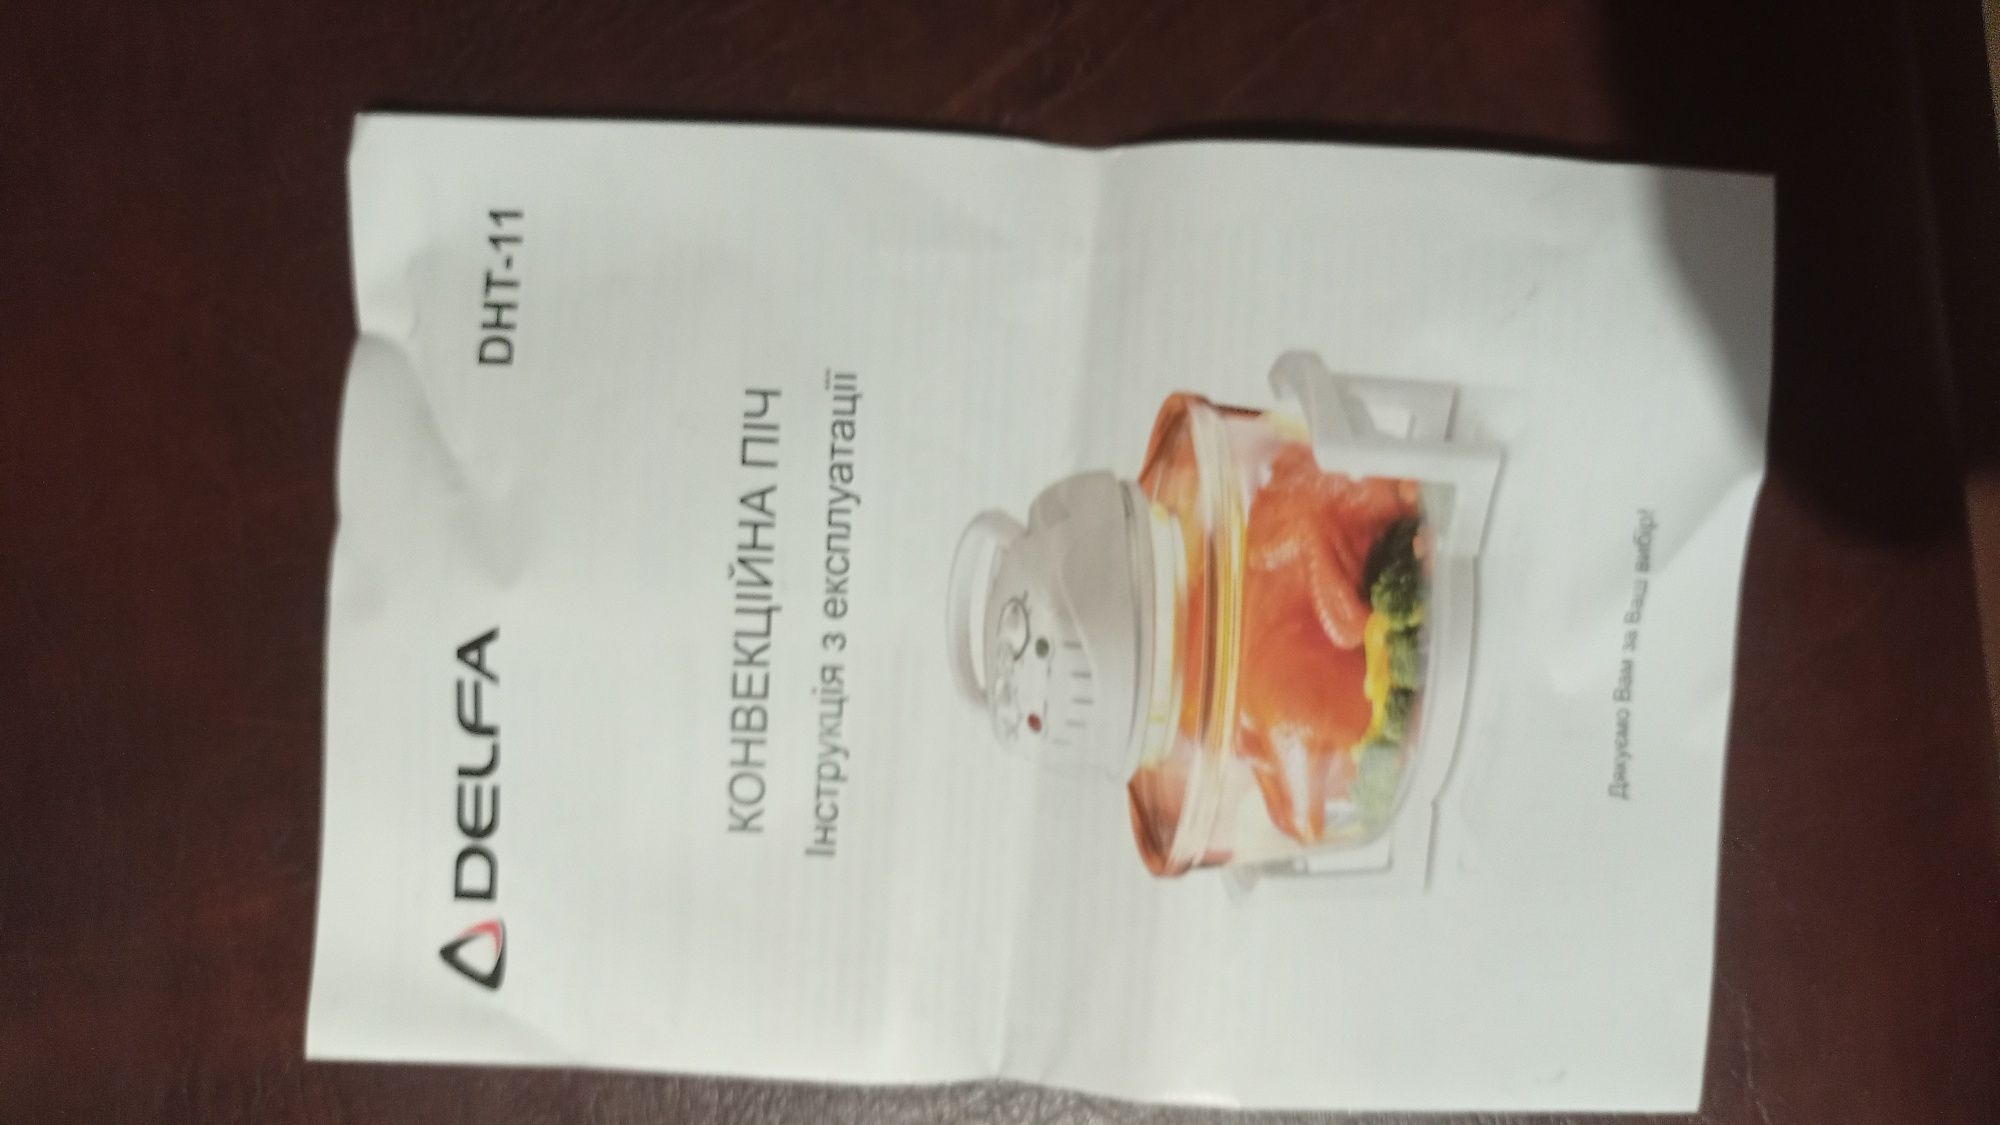 DELFA
DHT-11
КОНВЕКЦІЙНА ПІЧ
Інструкція з експлуатації
Дякуємо Вам за Ваш вибір!